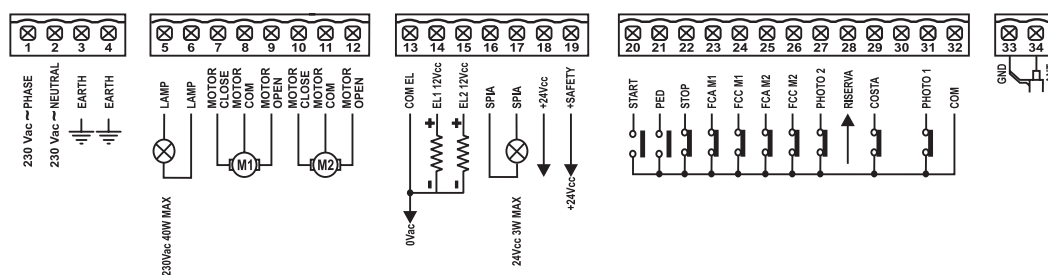 1 2 3 4
5 6 7 8 9 10 11 12
13 14 15 16 17 18 19
20 21 22 23 24 25 26 27 28 29 30 31 32
33 34
230 Vac ~ PHASE
230 Vac ~ NEUTRAL
EARTH
EARTH
LAMP
LAMP
MOTOR CLOSE
MOTOR COM
MOTOR OPEN
MOTOR CLOSE
MOTOR COM
MOTOR OPEN
M1
M2
230Vac 40W MAX
COM EL
EL1 12Vcc
EL2 12Vcc
SPIA
SPIA
+24Vcc
+SAFETY
+ +
- -
0Vac
24Vcc 3W MAX
+24Vcc
START
PED
STOP
FCA M1
FCC M1
FCA M2
FCC M2
PHOTO 2
RISERVA
COSTA
PHOTO 1
COM
GND